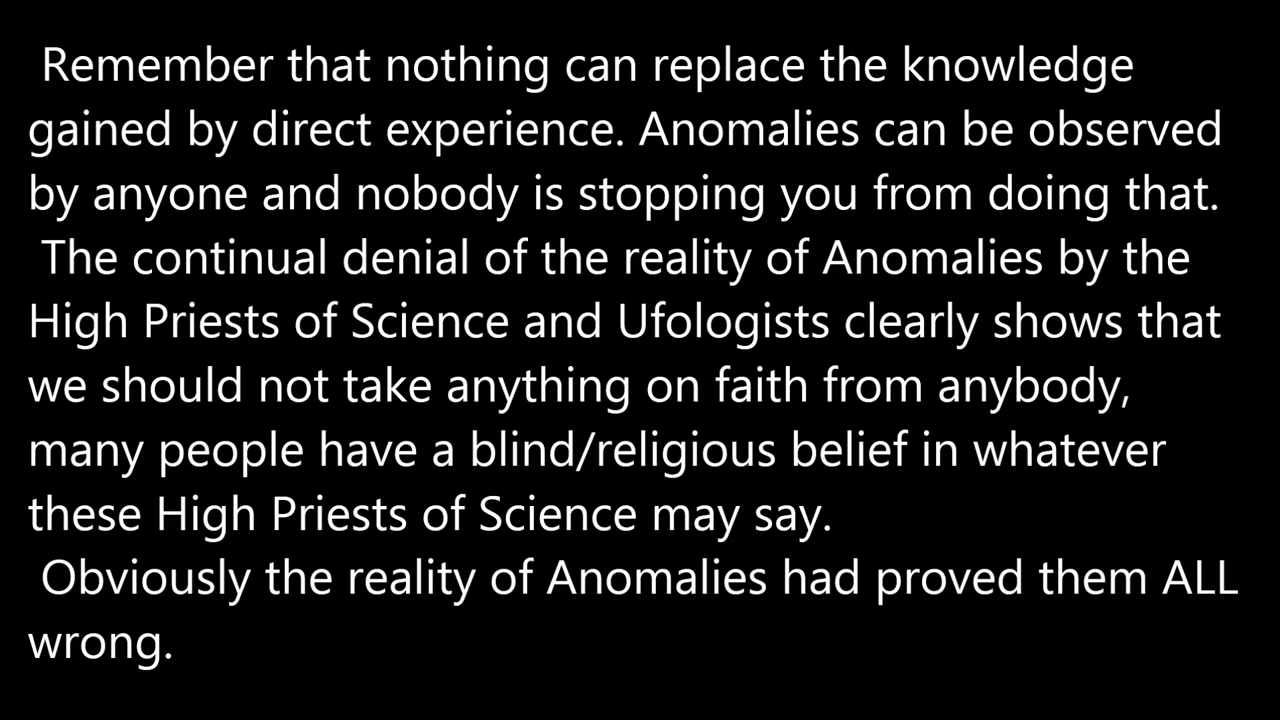 Remember that nothing can replace the knowledge
gained by direct experience. Anomalies can be observed
by anyone and nobody is stopping you from doing that.
The continual denial of the reality of Anomalies by the
High Priests of Science and Ufologists clearly shows that
we should not take anything on faith from anybody,
many people have a blind/religious belief in whatever
these High Priests of Science may say.
Obviously the reality of Anomalies had proved them ALL
wrong.